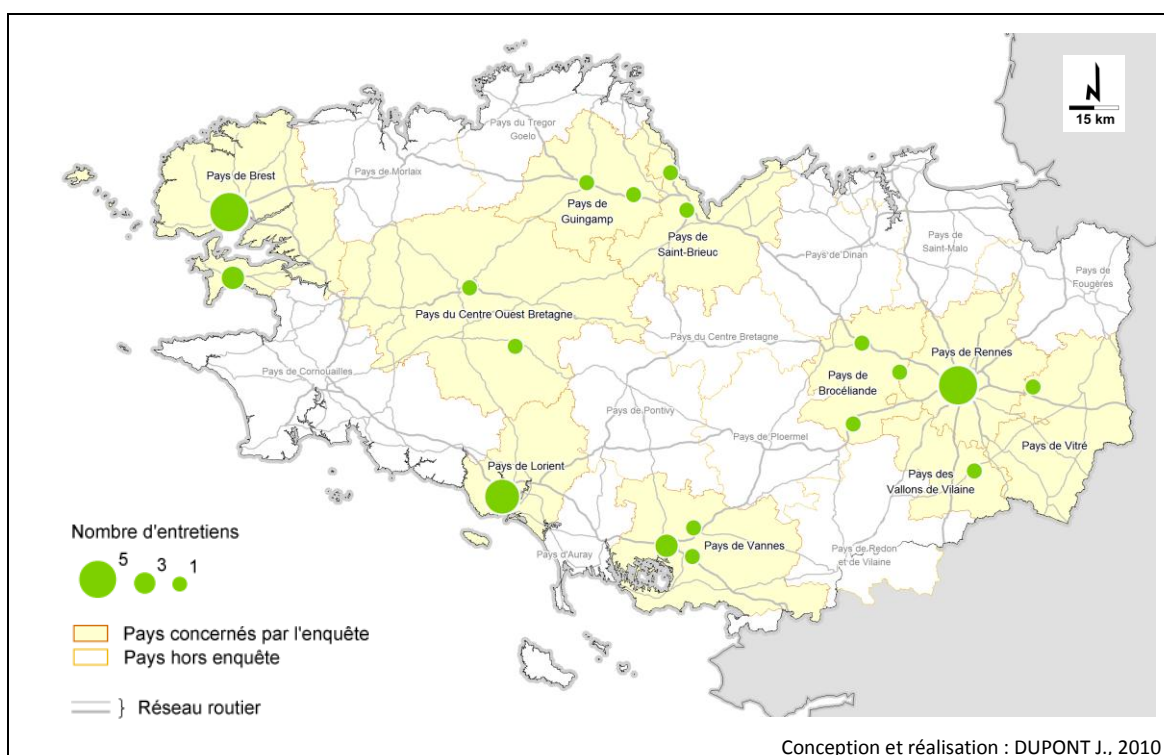 15 km
Pays du Tregor
Goelo
Pays de Brest
Pays de Morlaix
Pays de
Guingamp
Pays de
Saint-Brieuc
Pays de Dinan
Pays de
Saint-Malo
Pays de
Fougères
Pays du Centre Ouest Bretagne
Pays du Centre Bretagne
Pays de Rennes
Pays de
Brocéliande
Pays de Cornouailles
Pays de Pontivy
Pays de Ploermel
Pays de Vitré
Pays de Lorient
Pays des
Vallons de Vilaine
Pays d'Auray
Pays de Vannes
Pays de Redon
et de Vilaine
Nombre d'entretiens
5 3 1
Pays concernés par l'enquête
Pays hors enquête
} Réseau routier
Conception et réalisation : DUPONT J., 2010